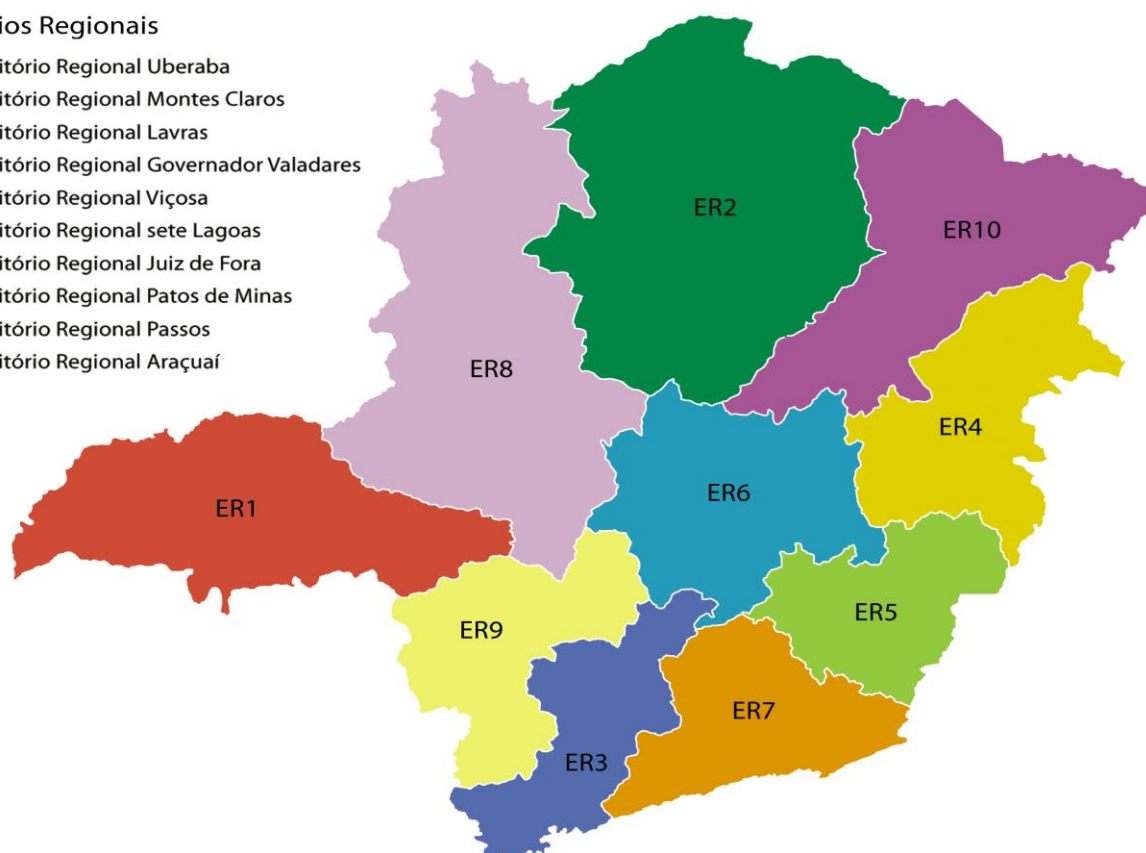 ios Regionais
itório Regional Uberaba
itório Regional Montes Claros
itório Regional Lavras
itório Regional Governador Valadares
itório Regional Viçosa
itório Regional sete Lagoas
itório Regional Juiz de Fora
itório Regional Patos de Minas
itório Regional Passos
itório Regional Araçuaí
ER2
ER10
ER8
ER4
ER6
ER1
ER5
ER9
ER7
ER3